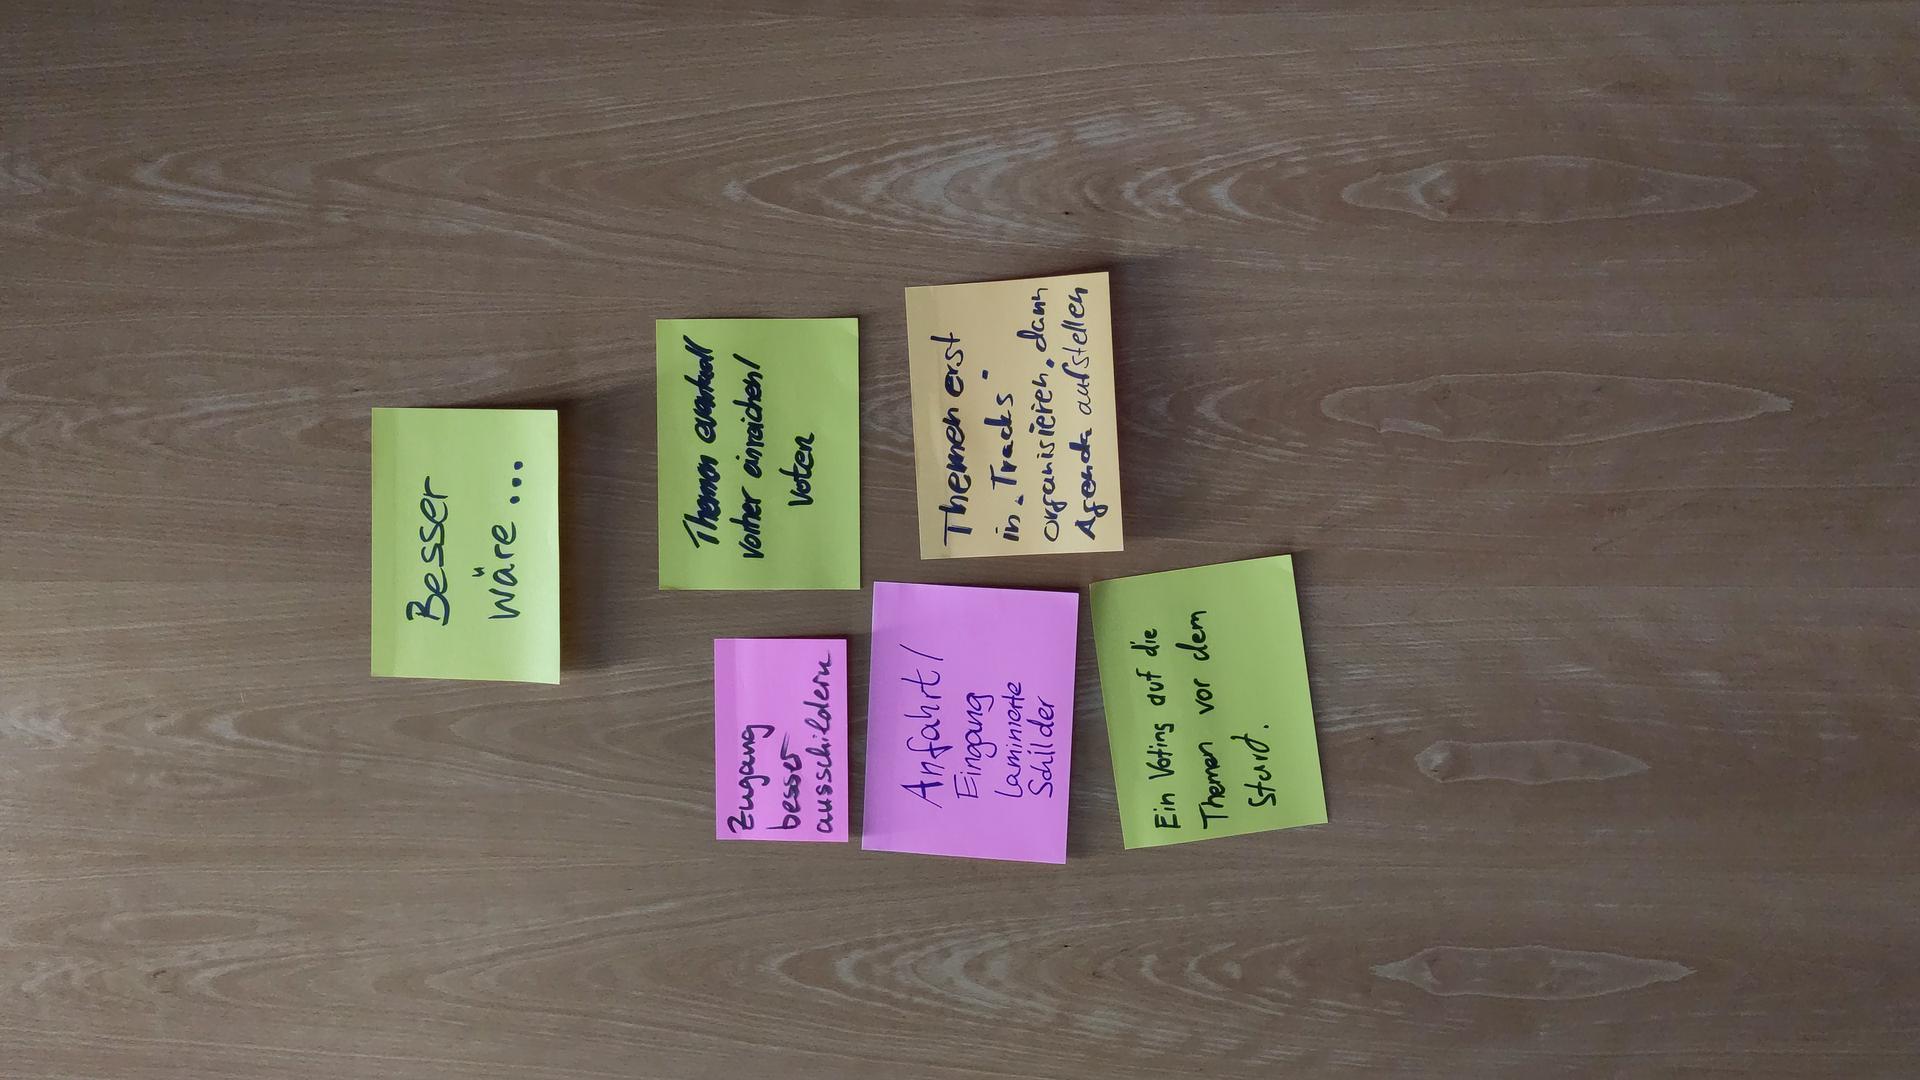 Besser
wäre ...
Zugang
besser
ausschildern
Themen eventuell
vorher einreichen/
voten
Anfahrt/
Eingang
Laminierte
Schilder
Themen erst
in „Tracks“
organisieren, dann
Agenda aufstellen
Ein Voting auf die
Themen vor dem
Start.